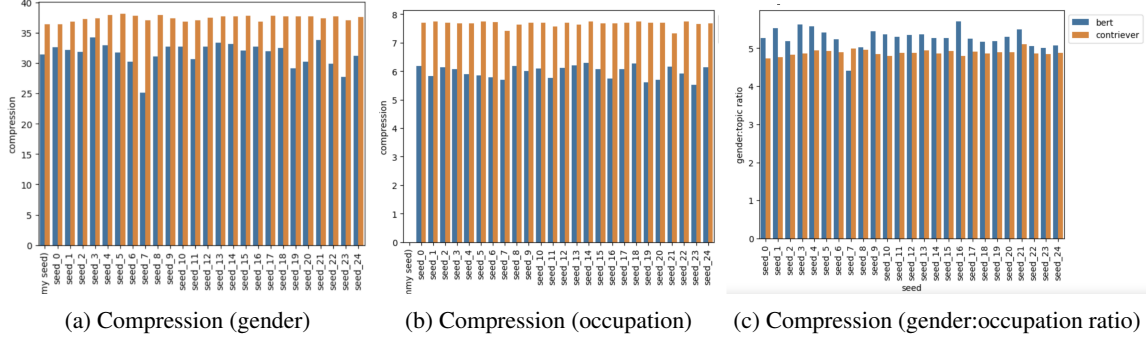 40
35
30
25
20
15
10
5
0
compression
my seed)
seed_0
seed_1
seed_2
seed_3
seed_4
seed_5
seed_6
seed_7
seed_8
seed_9
seed_10
seed_11
seed_12
seed_13
seed_14
seed_15
seed_16
seed_17
seed_18
seed_19
seed_20
seed_21
seed_22
seed_23
seed_24
(a) Compression (gender)
8
7
6
5
4
3
2
1
0
compression
nmy seed)
seed_0
seed_1
seed_2
seed_3
seed_4
seed_5
seed_6
seed_7
seed_8
seed_9
seed_10
seed_11
seed_12
seed_13
seed_14
seed_15
seed_16
seed_17
seed_18
seed_19
seed_20
seed_21
seed_22
seed_23
seed_24
(b) Compression (occupation)
5
4
3
2
1
0
gender:topic ratio
seed_0
seed_1
seed_2
seed_3
seed_4
seed_5
seed_6
seed_7
seed_8
seed_9
seed_10
seed_11
seed_12
seed_13
seed_14
seed_15
seed_16
seed_17
seed_18
seed_19
seed_20
seed_21
seed_22
seed_23
seed_24
seed
bert
contriever
(c) Compression (gender:occupation ratio)